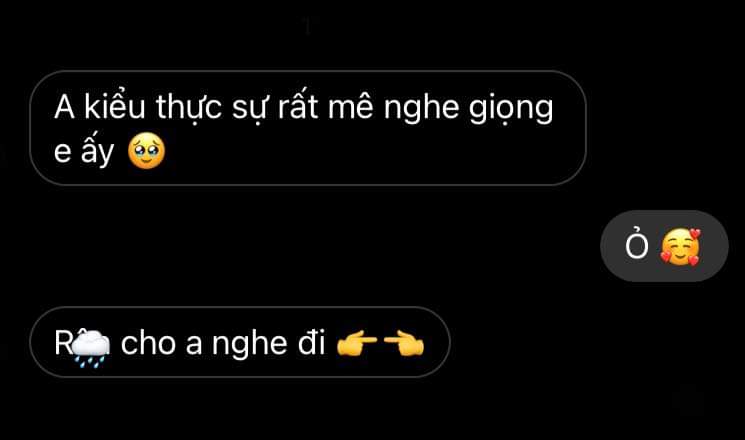 A kiểu thực sự rất mê nghe giọng
e ấy 🥹
Ỏ 🥰
cho a nghe đi 👉👈